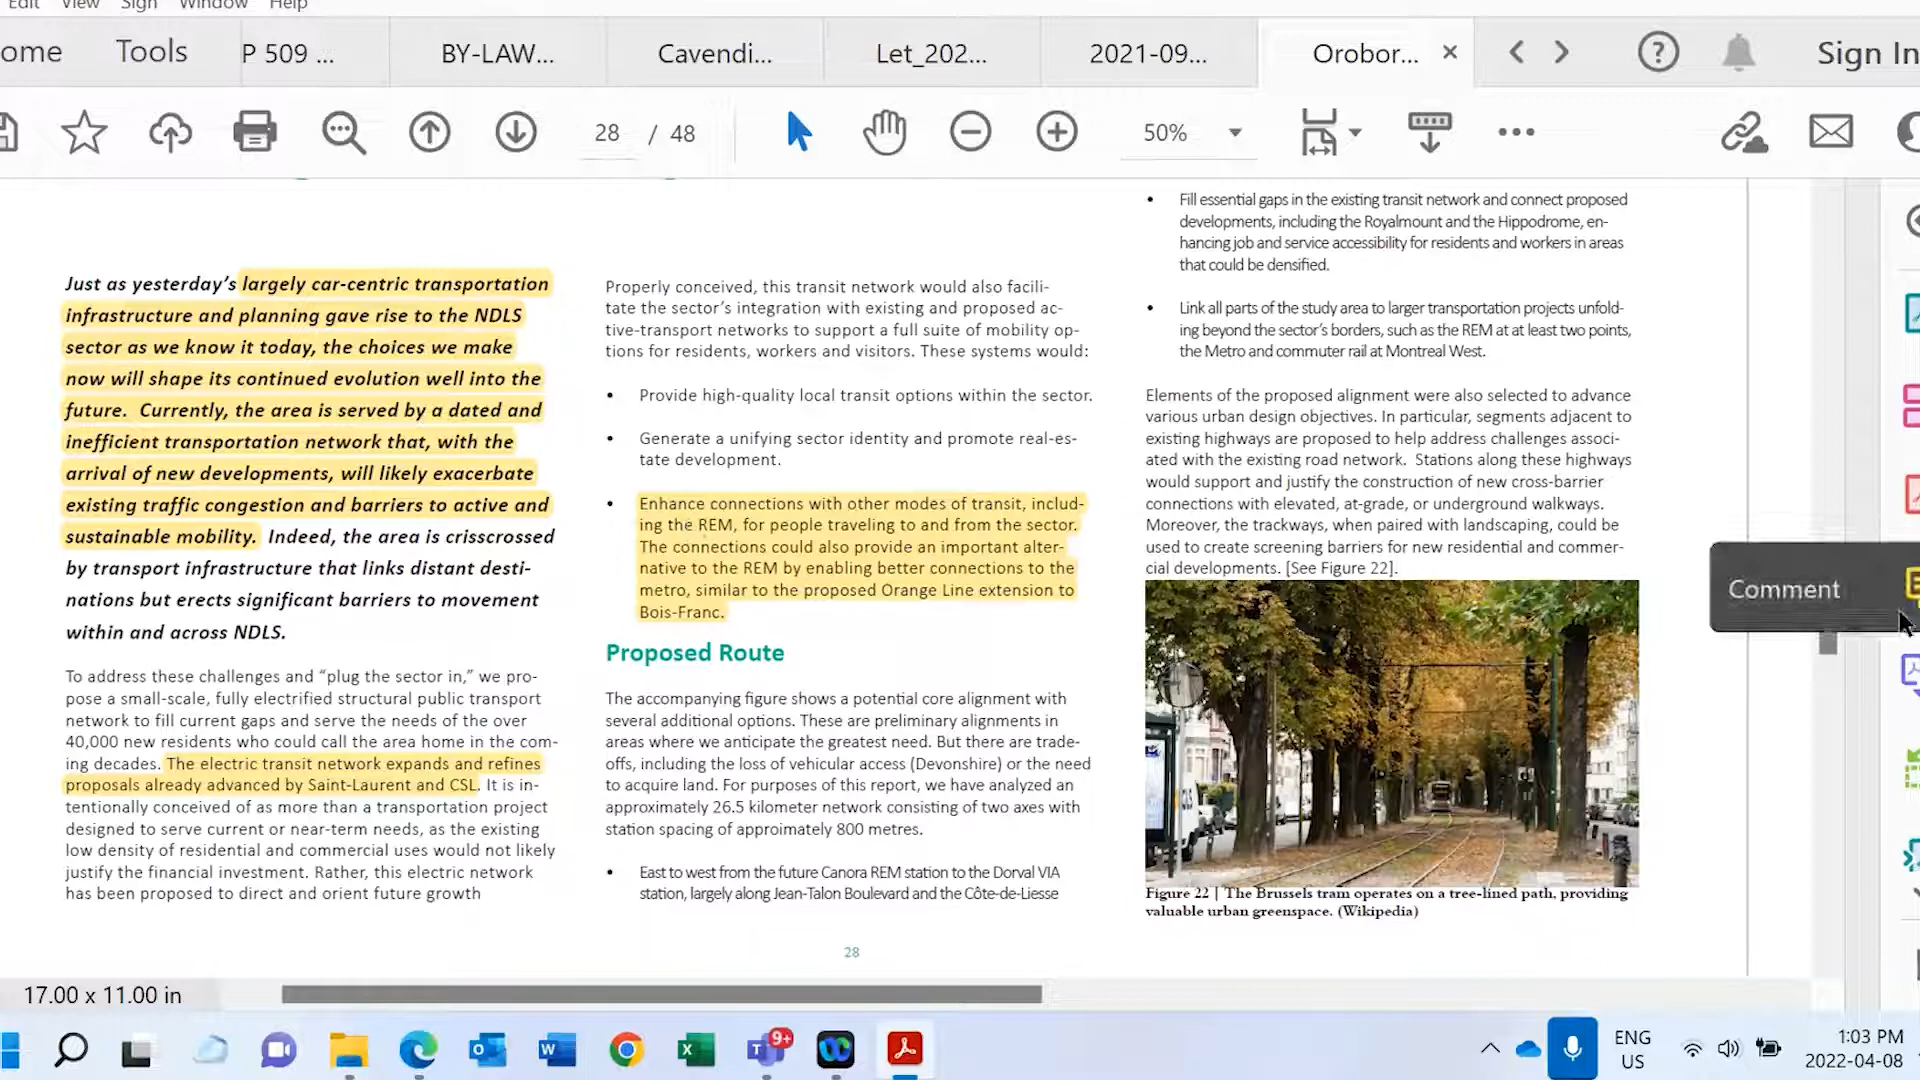 Edit View Sign Window Help
ome Tools P 509 ... BY-LAW... Cavendi... Let_202... 2021-09... Orobor... Sign In
28 / 48 50%
Just as yesterday's largely car-centric transportation
infrastructure and planning gave rise to the NDLS
sector as we know it today, the choices we make
now will shape its continued evolution well into the
future. Currently, the area is served by a dated and
inefficient transportation network that, with the
arrival of new developments, will likely exacerbate
existing traffic congestion and barriers to active and
sustainable mobility. Indeed, the area is crisscrossed
by transport infrastructure that links distant desti-
nations but erects significant barriers to movement
within and across NDLS.
To address these challenges and “plug the sector in,” we pro-
pose a small-scale, fully electrified structural public transport
network to fill current gaps and serve the needs of the over
40,000 new residents who could call the area home in the com-
ing decades. The electric transit network expands and refines
proposals already advanced by Saint-Laurent and CSL. It is in-
tentionally conceived of as more than a transportation project
designed to serve current or near-term needs, as the existing
low density of residential and commercial uses would not likely
justify the financial investment. Rather, this electric network
has been proposed to direct and orient future growth
Properly conceived, this transit network would also facili-
tate the sector's integration with existing and proposed ac-
tive-transport networks to support a full suite of mobility op-
tions for residents, workers and visitors. These systems would:
• Provide high-quality local transit options within the sector.
• Generate a unifying sector identity and promote real-es-
tate development.
• Enhance connections with other modes of transit, includ-
ing the REM, for people traveling to and from the sector.
The connections could also provide an important alter-
native to the REM by enabling better connections to the
metro, similar to the proposed Orange Line extension to
Bois-Franc.
Proposed Route
The accompanying figure shows a potential core alignment with
several additional options. These are preliminary alignments in
areas where we anticipate the greatest need. But there are trade-
offs, including the loss of vehicular access (Devonshire) or the need
to acquire land. For purposes of this report, we have analyzed an
approximately 26.5 kilometer network consisting of two axes with
station spacing of approimately 800 metres.
• East to west from the future Canora REM station to the Dorval VIA
station, largely along Jean-Talon Boulevard and the Côte-de-Liesse
• Fill essential gaps in the existing transit network and connect proposed
developments, including the Royalmount and the Hippodrome, en-
hancing job and service accessibility for residents and workers in areas
that could be densified.
• Link all parts of the study area to larger transportation projects unfold-
ing beyond the sector's borders, such as the REM at at least two points,
the Metro and commuter rail at Montreal West.
Elements of the proposed alignment were also selected to advance
various urban design objectives. In particular, segments adjacent to
existing highways are proposed to help address challenges associ-
ated with the existing road network. Stations along these highways
would support and justify the construction of new cross-barrier
connections with elevated, at-grade, or underground walkways.
Moreover, the trackways, when paired with landscaping, could be
used to create screening barriers for new residential and commer-
cial developments. [See Figure 22].
Figure 22 | The Brussels tram operates on a tree-lined path, providing
valuable urban greenspace. (Wikipedia)
Comment
28
17.00 x 11.00 in
9+
ENG
US
1:03 PM
2022-04-08